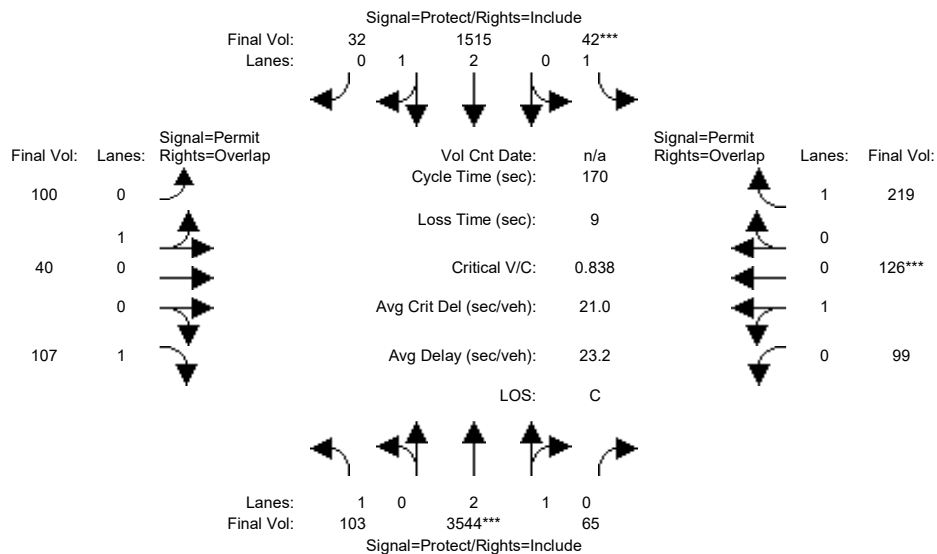 Signal=Protect/Rights=Include
Final Vol: 32 1515 42***
Lanes: 0 1 2 0 1
Signal=Permit
Final Vol: Lanes: Rights=Overlap
Vol Cnt Date: n/a
Signal=Permit
Rights=Overlap Lanes: Final Vol:
Cycle Time (sec): 170
100 0
1 219
Loss Time (sec): 9
1
0
40 0
Critical V/C: 0.838
0 126***
0
Avg Crit Del (sec/veh): 21.0
1
107 1
Avg Delay (sec/veh): 23.2
0 99
LOS: C
Lanes: 1 0 2 1 0
Final Vol: 103 3544*** 65
Signal=Protect/Rights=Include